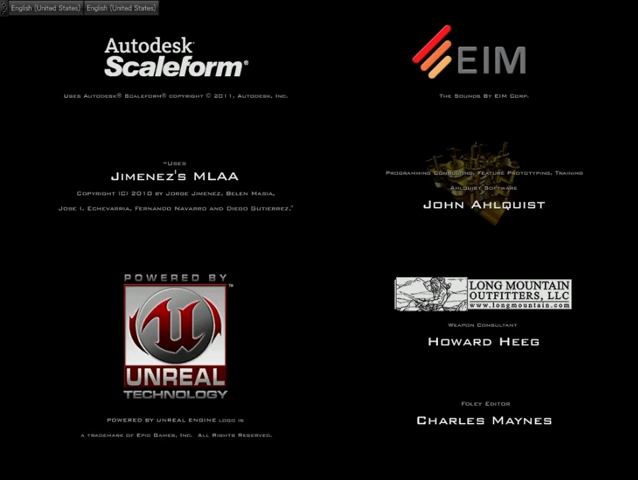 English (United States) English (United States)
Autodesk
Scaleform®
Uses Autodesk® Scaleform® copyright © 2011, Autodesk, Inc.
EIM
The Sounds By EIM Corp.
"Uses
Jimenez's MLAA
Copyright (C) 2010 by Jorge Jimenez, Belen Masia,
Jose I. Echevarria, Fernando Navarro and Diego Gutierrez."
Programming Consulting, Feature Prototyping, Training
Ahlquist Software
John Ahlquist
POWERED BY
UNREAL™
TECHNOLOGY
POWERED BY UNREAL ENGINE logo is
a trademark of Epic Games, Inc. All Rights Reserved.
LONG MOUNTAIN
OUTFITTERS, LLC
www.longmountain.com
Weapon Consultant
Howard Heeg
Foley Editor
Charles Maynes